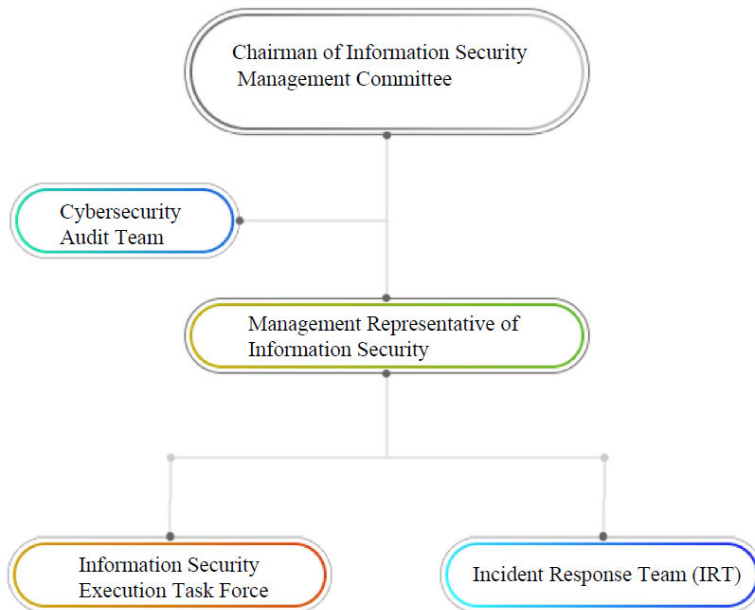 Chairman of Information Security
Management Committee
Cybersecurity
Audit Team
Management Representative of
Information Security
Information Security
Execution Task Force
Incident Response Team (IRT)